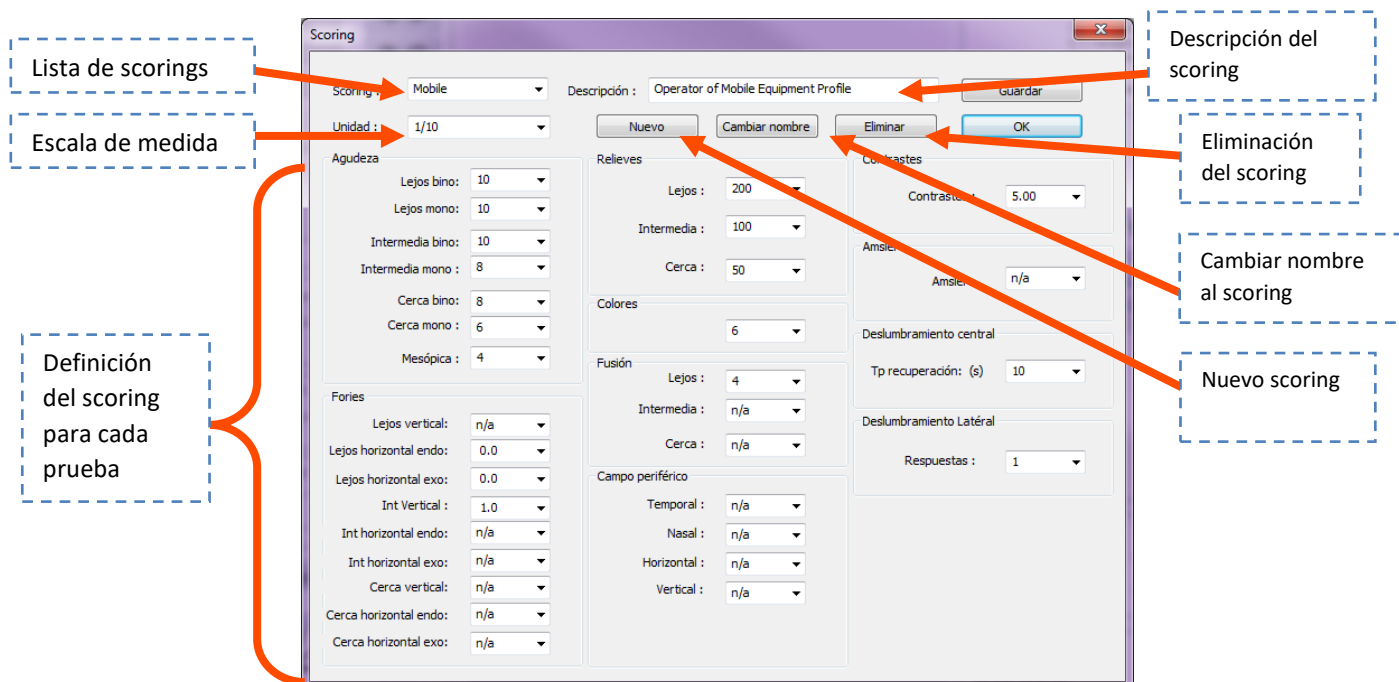 Scoring
Lista de scorings
Escala de medida
Definición
del scoring
para cada
prueba
Scoring : Mobile Descripción : Operator of Mobile Equipment Profile Guardar
Unidad : 1/10 Nuevo Cambiar nombre Eliminar OK
Agudeza
Lejos bino: 10
Lejos mono: 10
Intermedia bino: 10
Intermedia mono : 8
Cerca bino: 8
Cerca mono : 6
Mesópica : 4
Fories
Lejos vertical: n/a
Lejos horizontal endo: 0.0
Lejos horizontal exo: 0.0
Int Vertical : 1.0
Int horizontal endo: n/a
Int horizontal exo: n/a
Cerca vertical: n/a
Cerca horizontal endo: n/a
Cerca horizontal exo: n/a
Relieves
Lejos : 200
Intermedia : 100
Cerca : 50
Colores
6
Fusión
Lejos : 4
Intermedia : n/a
Cerca : n/a
Campo periférico
Temporal : n/a
Nasal : n/a
Horizontal : n/a
Vertical : n/a
Contrastes
Contrastes : 5.00
Amsler
Amsler n/a
Deslumbramiento central
Tp recuperación: (s) 10
Deslumbramiento Latéral
Respuestas : 1
Descripción del
scoring
Eliminación
del scoring
Cambiar nombre
al scoring
Nuevo scoring